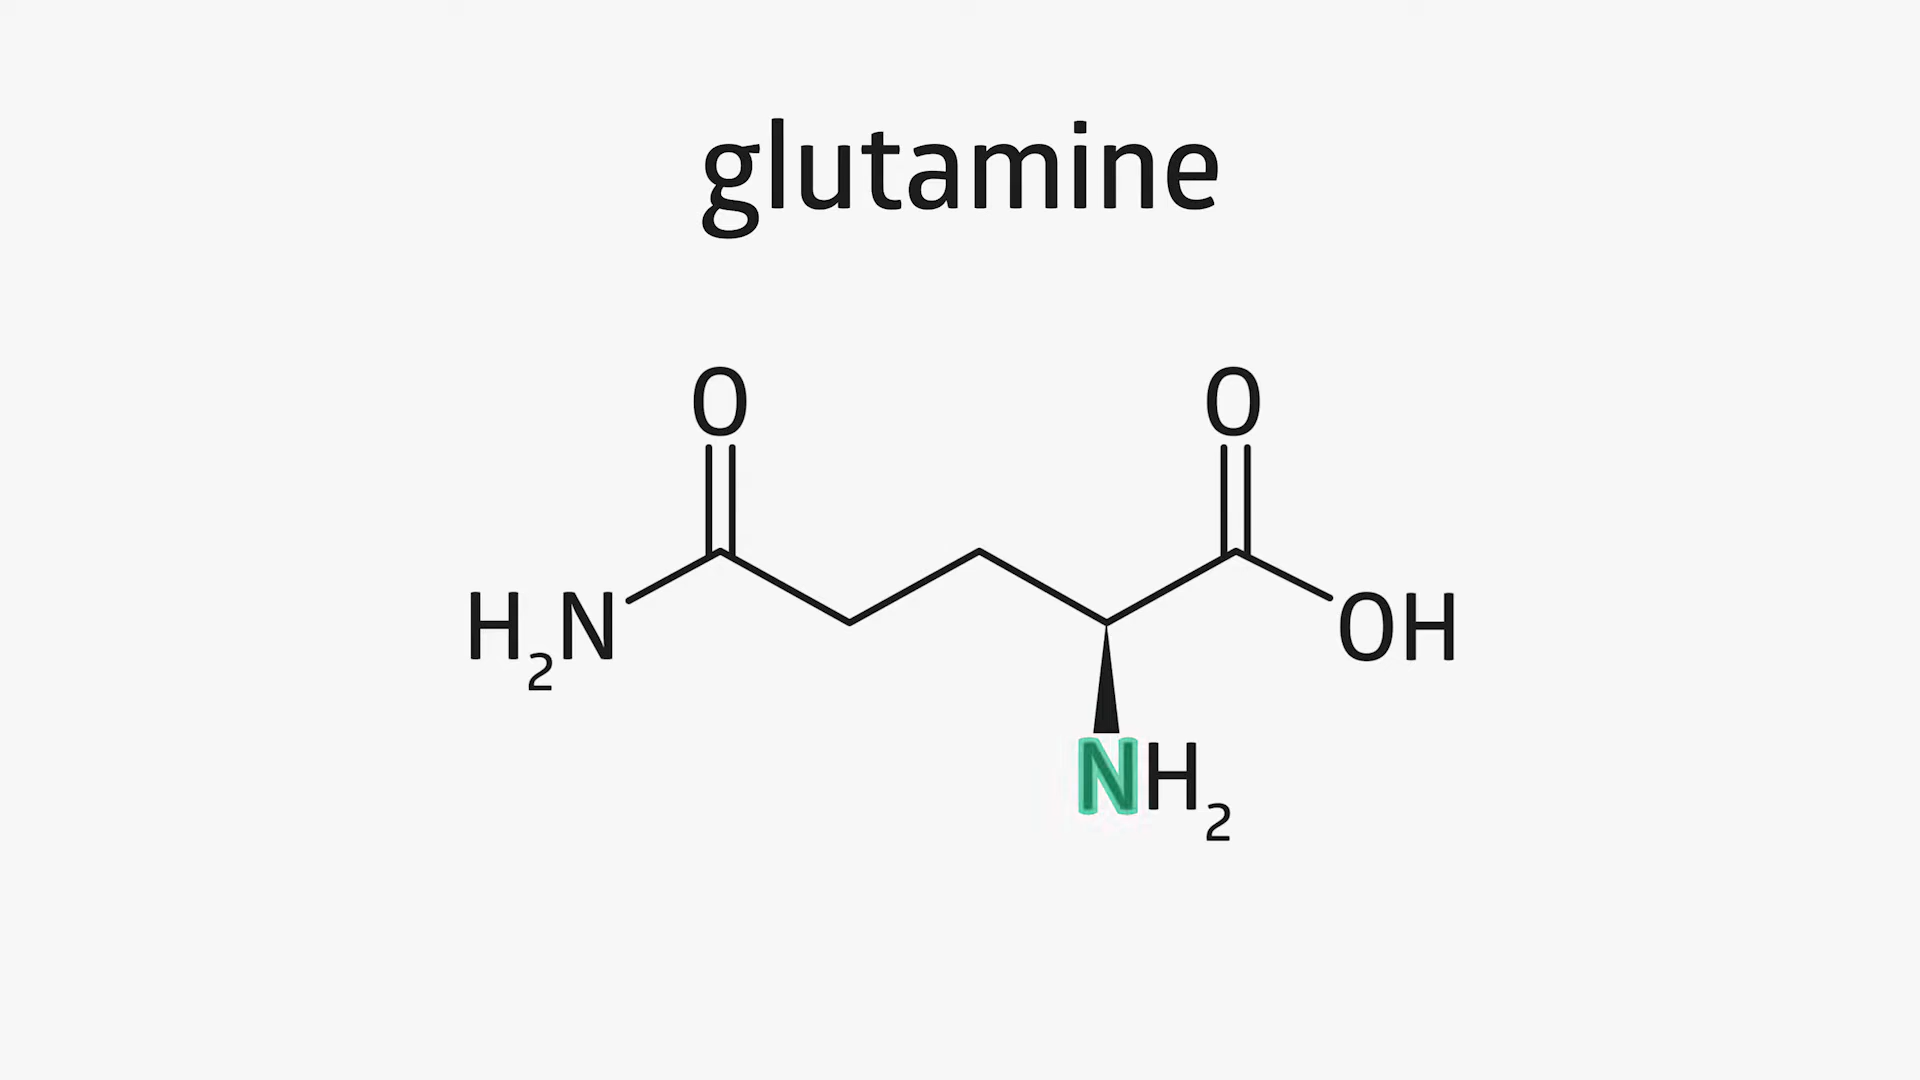 glutamine
O O
H₂N OH
NH₂